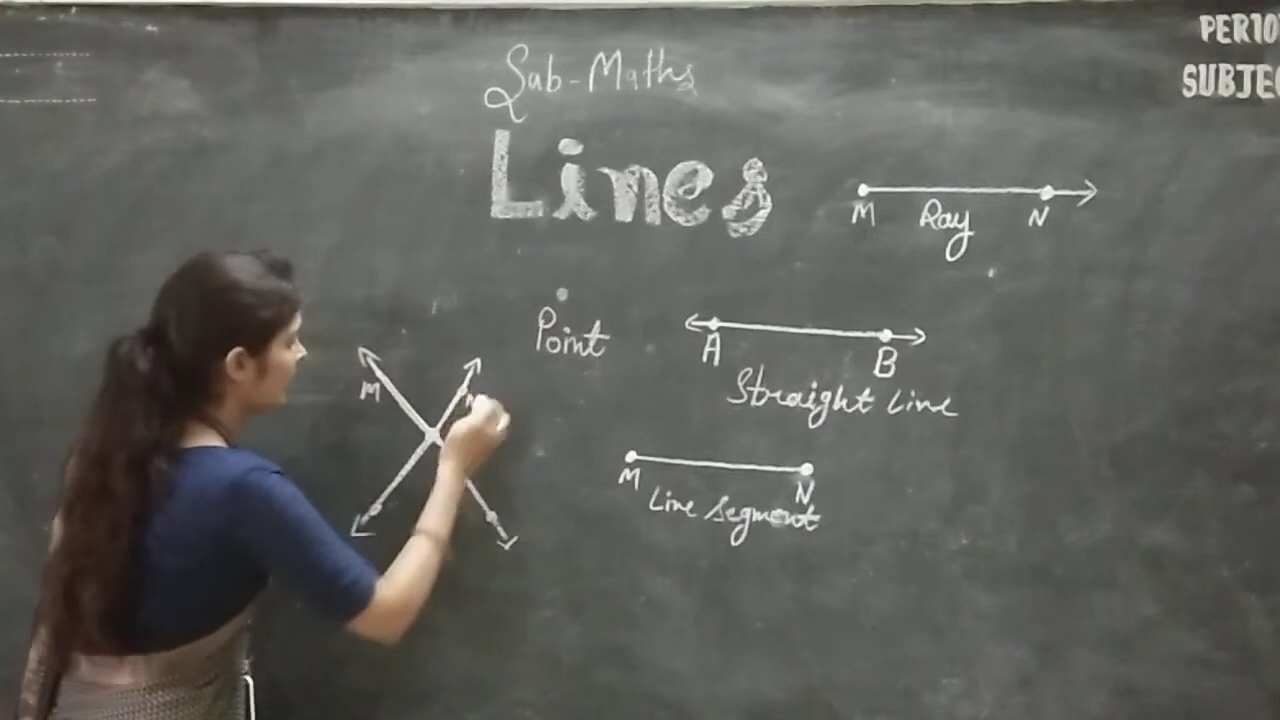 PERIO
SUBJEC
Sub-Maths
Lines
M Ray N
Point
A B
Straight Line
M
M N
Line segment